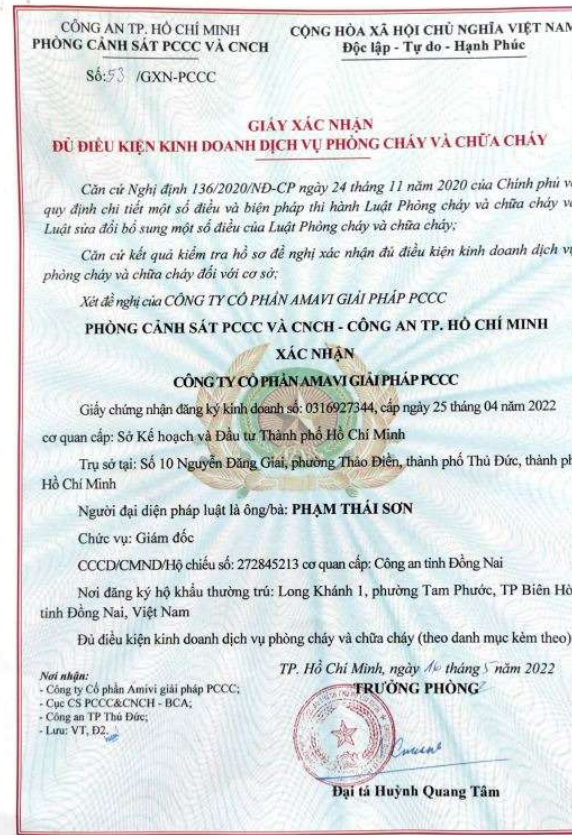 CÔNG AN TP. HỒ CHÍ MINH
PHÒNG CẢNH SÁT PCCC VÀ CNCH
Số:53 /GXN-PCCC
CỘNG HÒA XÃ HỘI CHỦ NGHĨA VIỆT NAM
Độc lập - Tự do - Hạnh Phúc
GIẤY XÁC NHẬN
ĐỦ ĐIỀU KIỆN KINH DOANH DỊCH VỤ PHÒNG CHÁY VÀ CHỮA CHÁY
Căn cứ Nghị định 136/2020/NĐ-CP ngày 24 tháng 11 năm 2020 của Chính phủ
quy định chi tiết một số điều và biện pháp thi hành Luật Phòng cháy và chữa cháy
Luật sửa đổi bổ sung một số điều của Luật Phòng cháy và chữa cháy;
Căn cứ kết quả kiểm tra hồ sơ đề nghị xác nhận đủ điều kiện kinh doanh dịch vụ
phòng cháy và chữa cháy đối với cơ sở;
Xét đề nghị của CÔNG TY CỔ PHẦN AMAVI GIẢI PHÁP PCCC
PHÒNG CẢNH SÁT PCCC VÀ CNCH - CÔNG AN TP. HỒ CHÍ MINH
XÁC NHẬN
CÔNG TY CỔ PHẦN AMAVI GIẢI PHÁP PCCC
Giấy chứng nhận đăng ký kinh doanh số: 0316927344, cấp ngày 25 tháng 04 năm 2022
cơ quan cấp: Sở Kế hoạch và Đầu tư Thành phố Hồ Chí Minh
Trụ sở tại: Số 10 Nguyễn Đăng Giai, phường Thảo Điền, thành phố Thủ Đức, thành ph
Hồ Chí Minh
Người đại diện pháp luật là ông/bà: PHẠM THÁI SƠN
Chức vụ: Giám đốc
CCCD/CMND/Hộ chiếu số: 272845213 cơ quan cấp: Công an tỉnh Đồng Nai
Nơi đăng ký hộ khẩu thường trú: Long Khánh 1, phường Tam Phước, TP Biên Hò
tỉnh Đồng Nai, Việt Nam
Đủ điều kiện kinh doanh dịch vụ phòng cháy và chữa cháy (theo danh mục kèm theo)
TP. Hồ Chí Minh, ngày 16 tháng 5 năm 2022
TRƯỞNG PHÒNG
Nơi nhận:
- Công ty Cổ phần Amivi giải pháp PCCC;
- Cục CS PCCC&CNCH - BCA;
- Công an TP Thủ Đức;
- Lưu: VT, Đ2.
Đại tá Huỳnh Quang Tâm